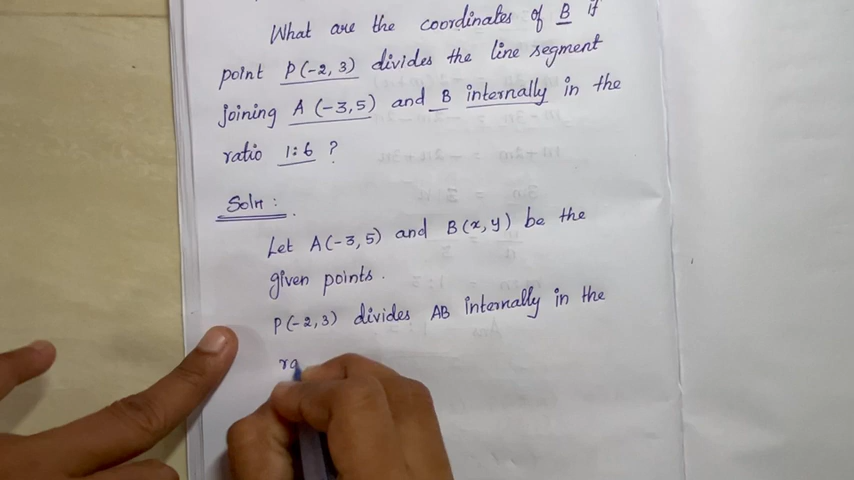 What are the coordinates of B if
point P(-2, 3) divides the line segment
joining A (-3, 5) and B internally in the
ratio 1:6 ?
Soln :
Let A(-3, 5) and B(x, y) be the
given points.
P(-2, 3) divides AB internally in the
ra